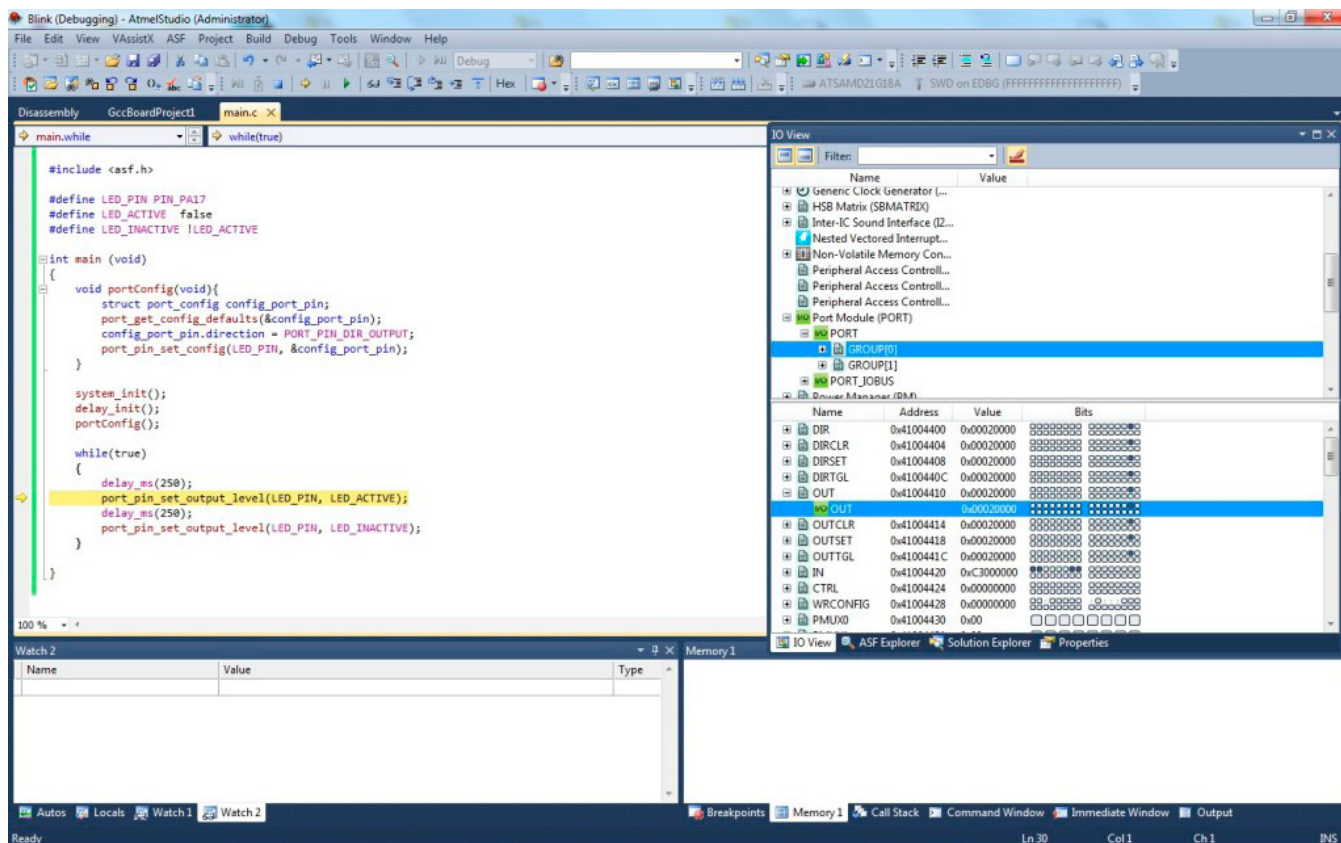 Blink (Debugging) - AtmelStudio (Administrator)
File Edit View VAssistX ASF Project Build Debug Tools Window Help
Debug
Hex ATSAMD21G18A SWD on EDBG (FFFFFFFFFFFFFFFFFFFF)
Disassembly GccBoardProject1 main.c
main.while while(true)
#include <asf.h>
#define LED_PIN PIN_PA17
#define LED_ACTIVE false
#define LED_INACTIVE !LED_ACTIVE
int main (void)
{
void portConfig(void){
struct port_config config_port_pin;
port_get_config_defaults(&config_port_pin);
config_port_pin.direction = PORT_PIN_DIR_OUTPUT;
port_pin_set_config(LED_PIN, &config_port_pin);
}
system_init();
delay_init();
portConfig();
while(true)
{
delay_ms(250);
port_pin_set_output_level(LED_PIN, LED_ACTIVE);
delay_ms(250);
port_pin_set_output_level(LED_PIN, LED_INACTIVE);
}
}
100 %
IO View
Filter:
Name Value
Generic Clock Generator (...
HSB Matrix (SBMATRIX)
Inter-IC Sound Interface (I2...
Nested Vectored Interrupt...
Non-Volatile Memory Con...
Peripheral Access Controll...
Peripheral Access Controll...
Peripheral Access Controll...
I/O Port Module (PORT)
I/O PORT
GROUP[0]
GROUP[1]
I/O PORT_IOBUS
Power Manager (PM)
Name Address Value Bits
DIR 0x41004400 0x00020000
DIRCLR 0x41004404 0x00020000
DIRSET 0x41004408 0x00020000
DIRTGL 0x4100440C 0x00020000
OUT 0x41004410 0x00020000
I/O OUT 0x00020000
OUTCLR 0x41004414 0x00020000
OUTSET 0x41004418 0x00020000
OUTTGL 0x4100441C 0x00020000
IN 0x41004420 0xC3000000
CTRL 0x41004424 0x00000000
WRCONFIG 0x41004428 0x00000000
PMUX0 0x41004430 0x00
IO View ASF Explorer Solution Explorer Properties
Watch 2
Name Value Type
Memory 1
Autos Locals Watch 1 Watch 2
Breakpoints Memory 1 Call Stack Command Window Immediate Window Output
Ready Ln 30 Col 1 Ch 1 INS